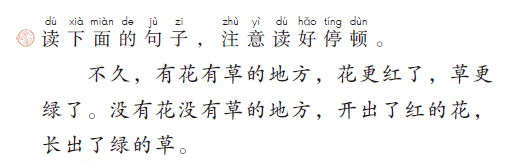 dú xià miàn de jù zi zhù yì dú hǎo tíng dùn
读下面的句子，注意读好停顿。
不久，有花有草的地方，花更红了，草更
绿了。没有花没有草的地方，开出了红的花，
长出了绿的草。